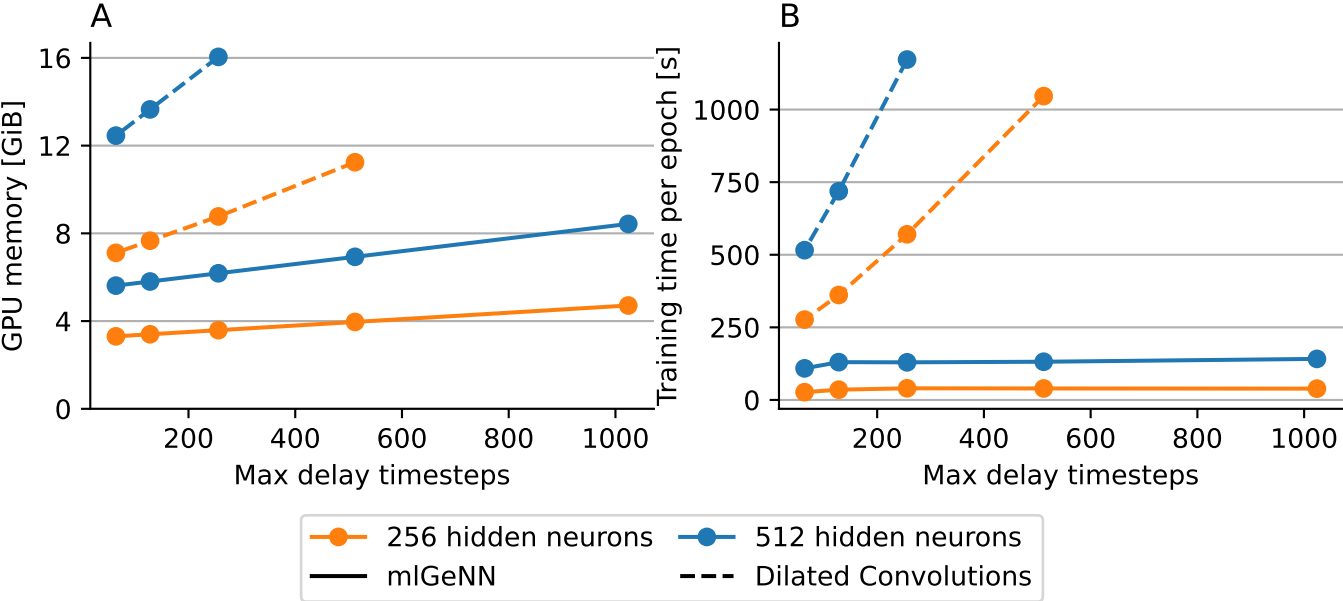 A
GPU memory [GiB]
16
12
8
4
0
200 400 600 800 1000
Max delay timesteps
B
Training time per epoch [s]
1000
750
500
250
0
200 400 600 800 1000
Max delay timesteps
256 hidden neurons 512 hidden neurons
mlGeNN Dilated Convolutions